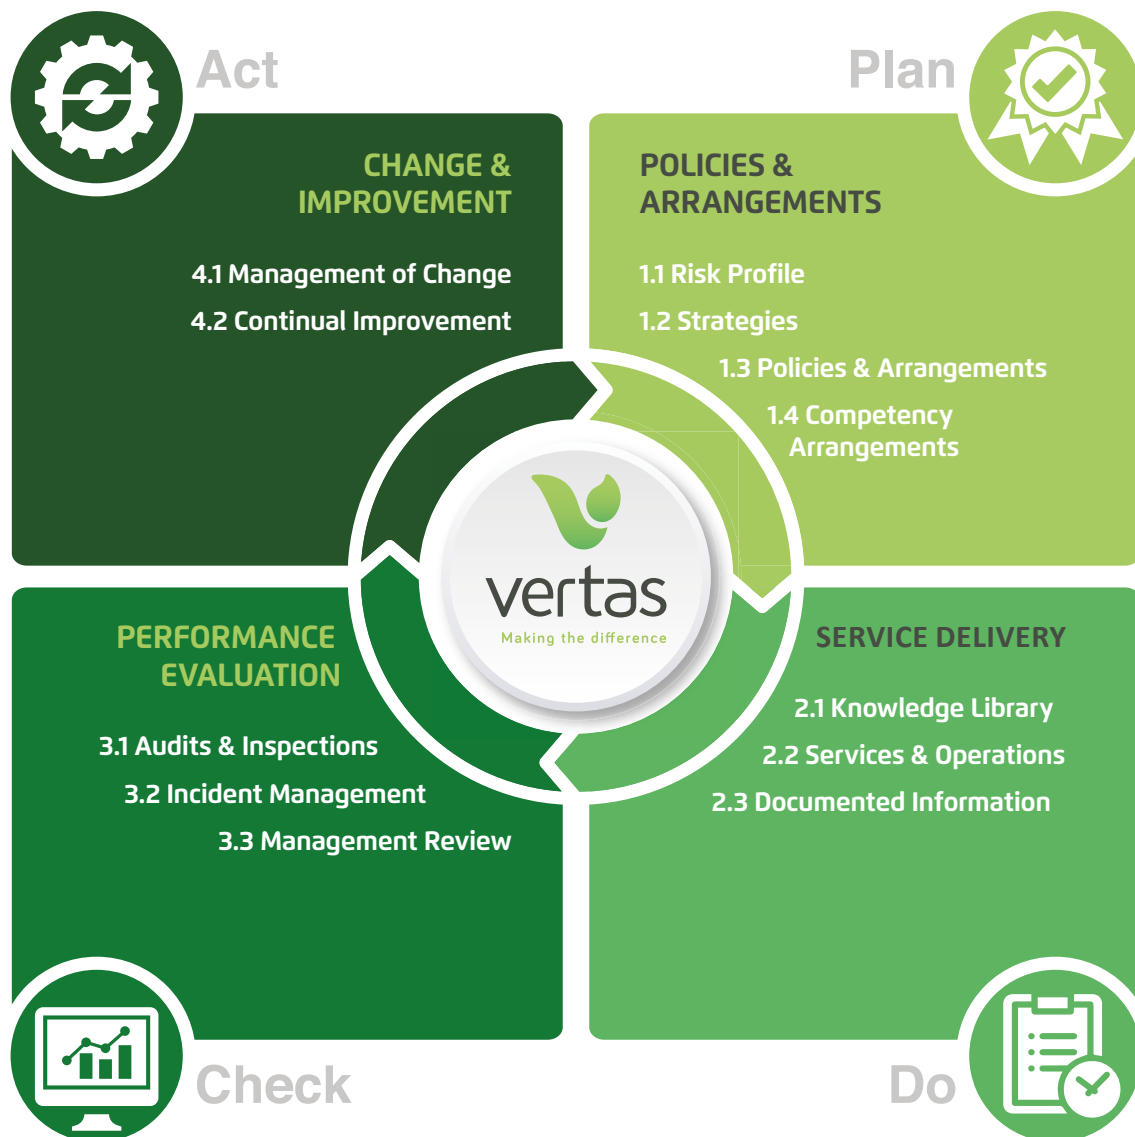 Act
Plan
CHANGE &
IMPROVEMENT
4.1 Management of Change
4.2 Continual Improvement
POLICIES &
ARRANGEMENTS
1.1 Risk Profile
1.2 Strategies
1.3 Policies & Arrangements
1.4 Competency
Arrangements
vertas
Making the difference
PERFORMANCE
EVALUATION
3.1 Audits & Inspections
3.2 Incident Management
3.3 Management Review
SERVICE DELIVERY
2.1 Knowledge Library
2.2 Services & Operations
2.3 Documented Information
Check
Do